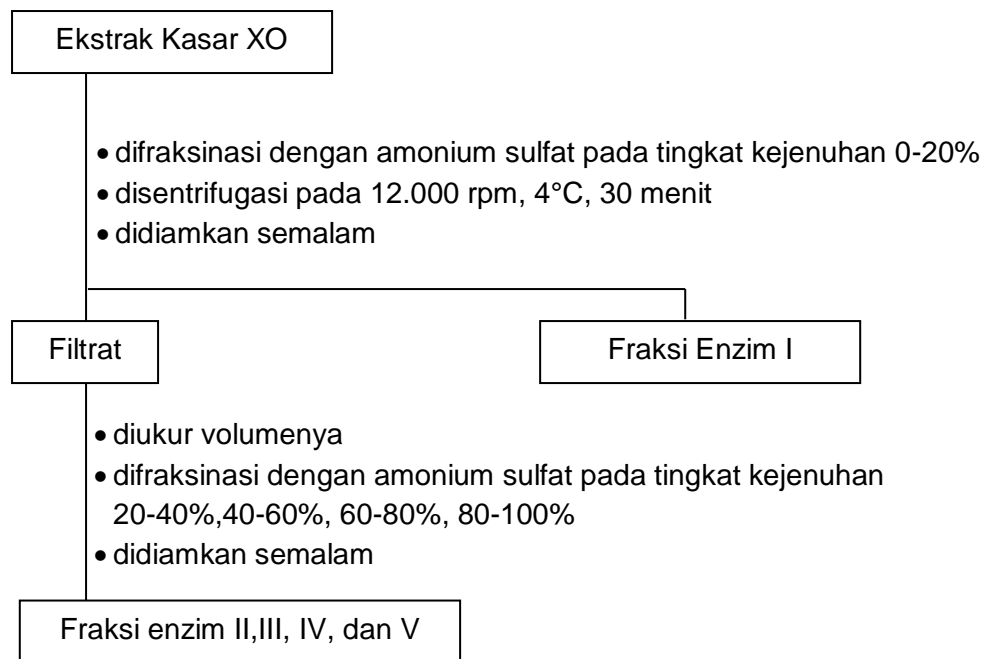 Ekstrak Kasar XO
• difraksinasi dengan amonium sulfat pada tingkat kejenuhan 0-20%
• disentrifugasi pada 12.000 rpm, 4°C, 30 menit
• didiamkan semalam
Filtrat
Fraksi Enzim I
• diukur volumenya
• difraksinasi dengan amonium sulfat pada tingkat kejenuhan
20-40%,40-60%, 60-80%, 80-100%
• didiamkan semalam
Fraksi enzim II,III, IV, dan V